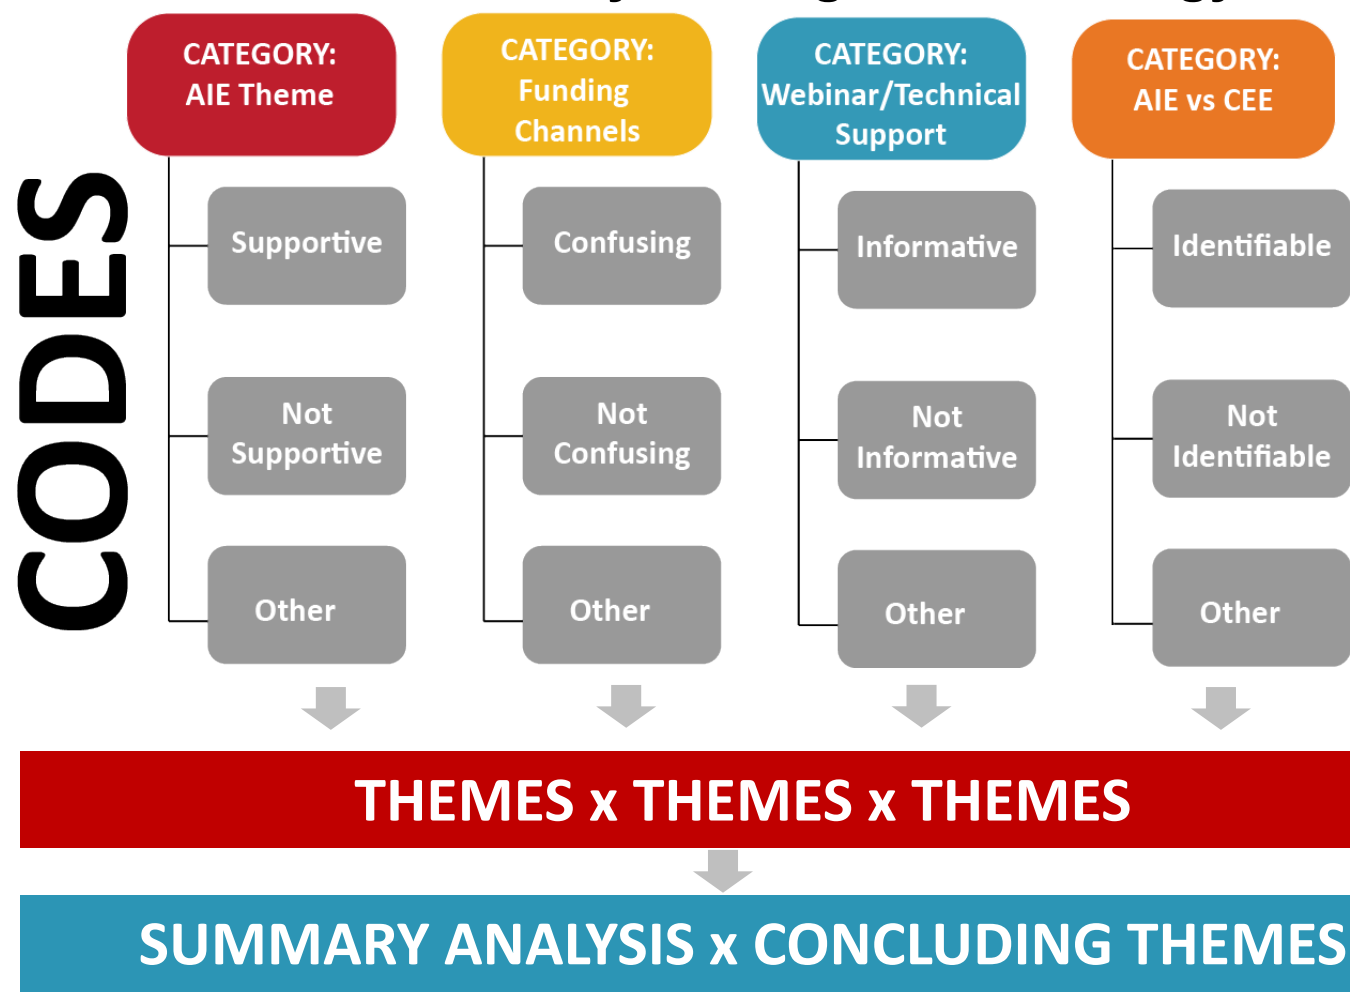 CATEGORY:
AIE Theme
CATEGORY:
Funding
Channels
CATEGORY:
Webinar/Technical
Support
CATEGORY:
AIE vs CEE
CODES
Supportive
Confusing
Informative
Identifiable
Not
Supportive
Not
Confusing
Not
Informative
Not
Identifiable
Other
Other
Other
Other
THEMES x THEMES x THEMES
SUMMARY ANALYSIS x CONCLUDING THEMES